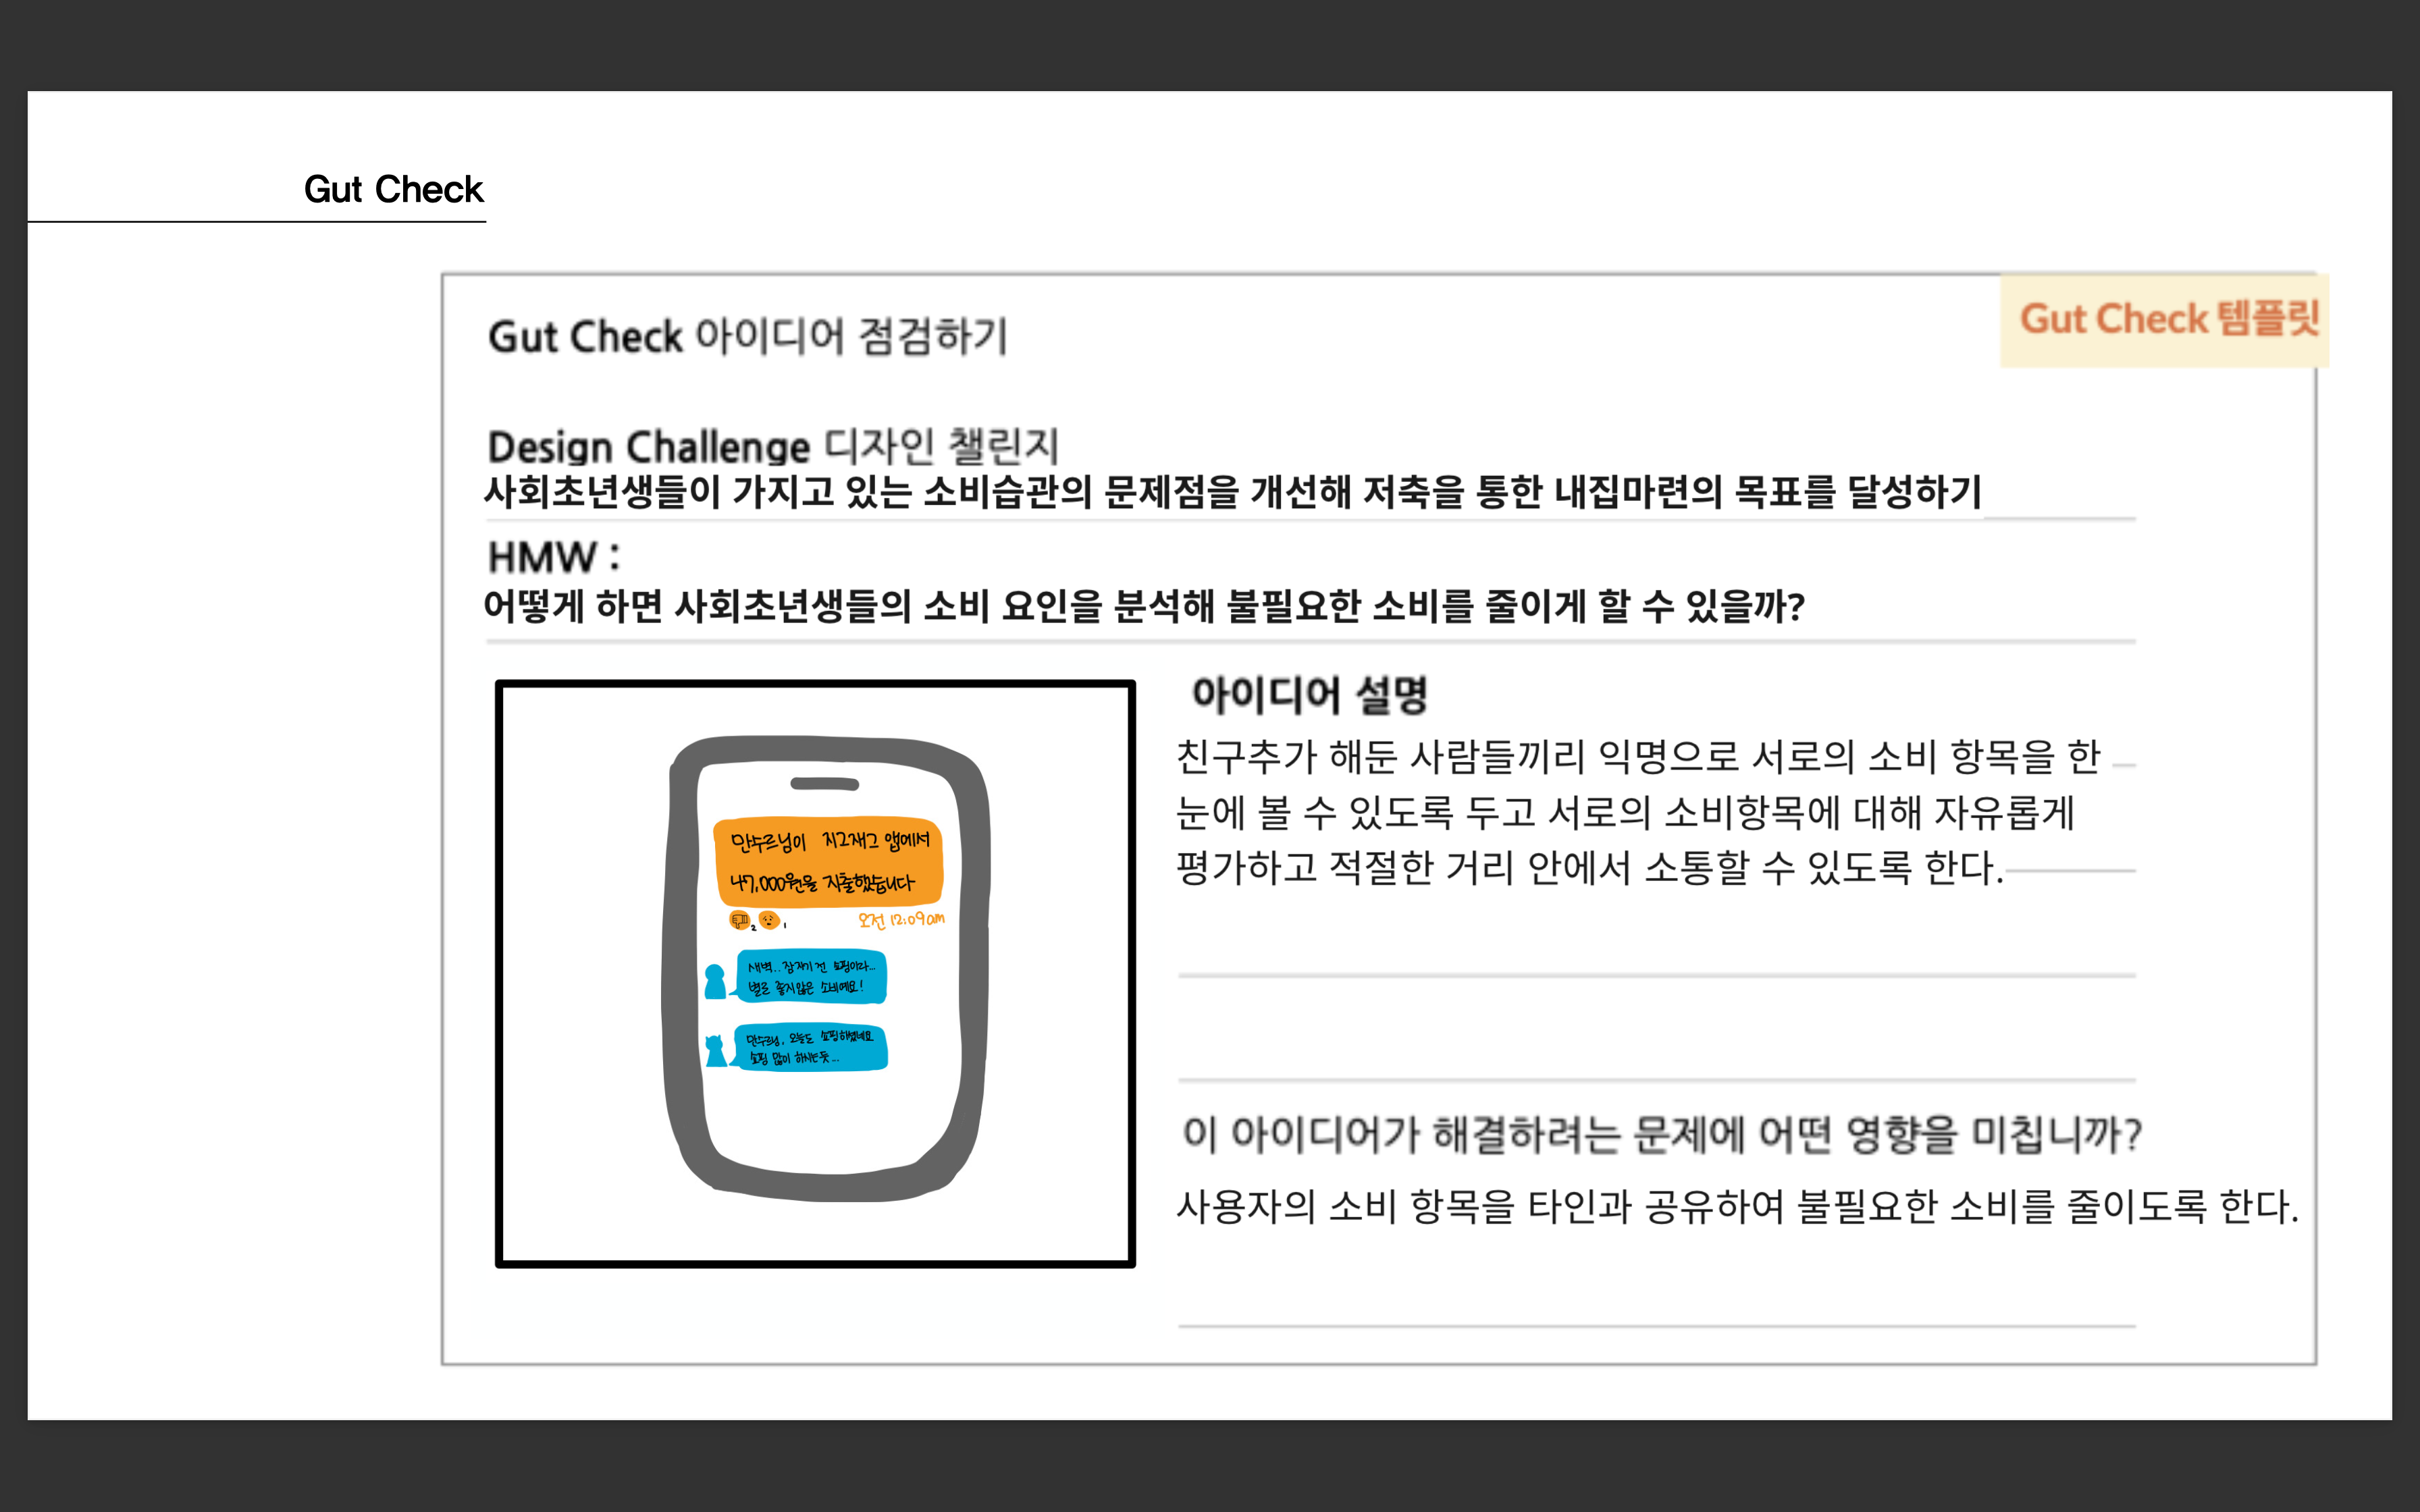 Gut Check
Gut Check 템플릿
Gut Check 아이디어 점검하기
Design Challenge 디자인 챌린지
사회초년생들이 가지고 있는 소비습관의 문제점을 개선해 저축을 통한 내집마련의 목표를 달성하기
HMW :
어떻게 하면 사회초년생들의 소비 요인을 분석해 불필요한 소비를 줄이게 할 수 있을까?
만수르님이 지그재그 앱에서
47,000원을 지출했습니다
2 1 오전 12:09am
새벽.. 잠자기 전 쇼핑이라...
별로 좋지않은 소비예요!
만수르님, 오늘도 쇼핑하셨네요
쇼핑 많이 하시는듯...
아이디어 설명
친구추가 해둔 사람들끼리 익명으로 서로의 소비 항목을 한
눈에 볼 수 있도록 두고 서로의 소비항목에 대해 자유롭게
평가하고 적절한 거리 안에서 소통할 수 있도록 한다.
이 아이디어가 해결하려는 문제에 어떤 영향을 미칩니까?
사용자의 소비 항목을 타인과 공유하여 불필요한 소비를 줄이도록 한다.